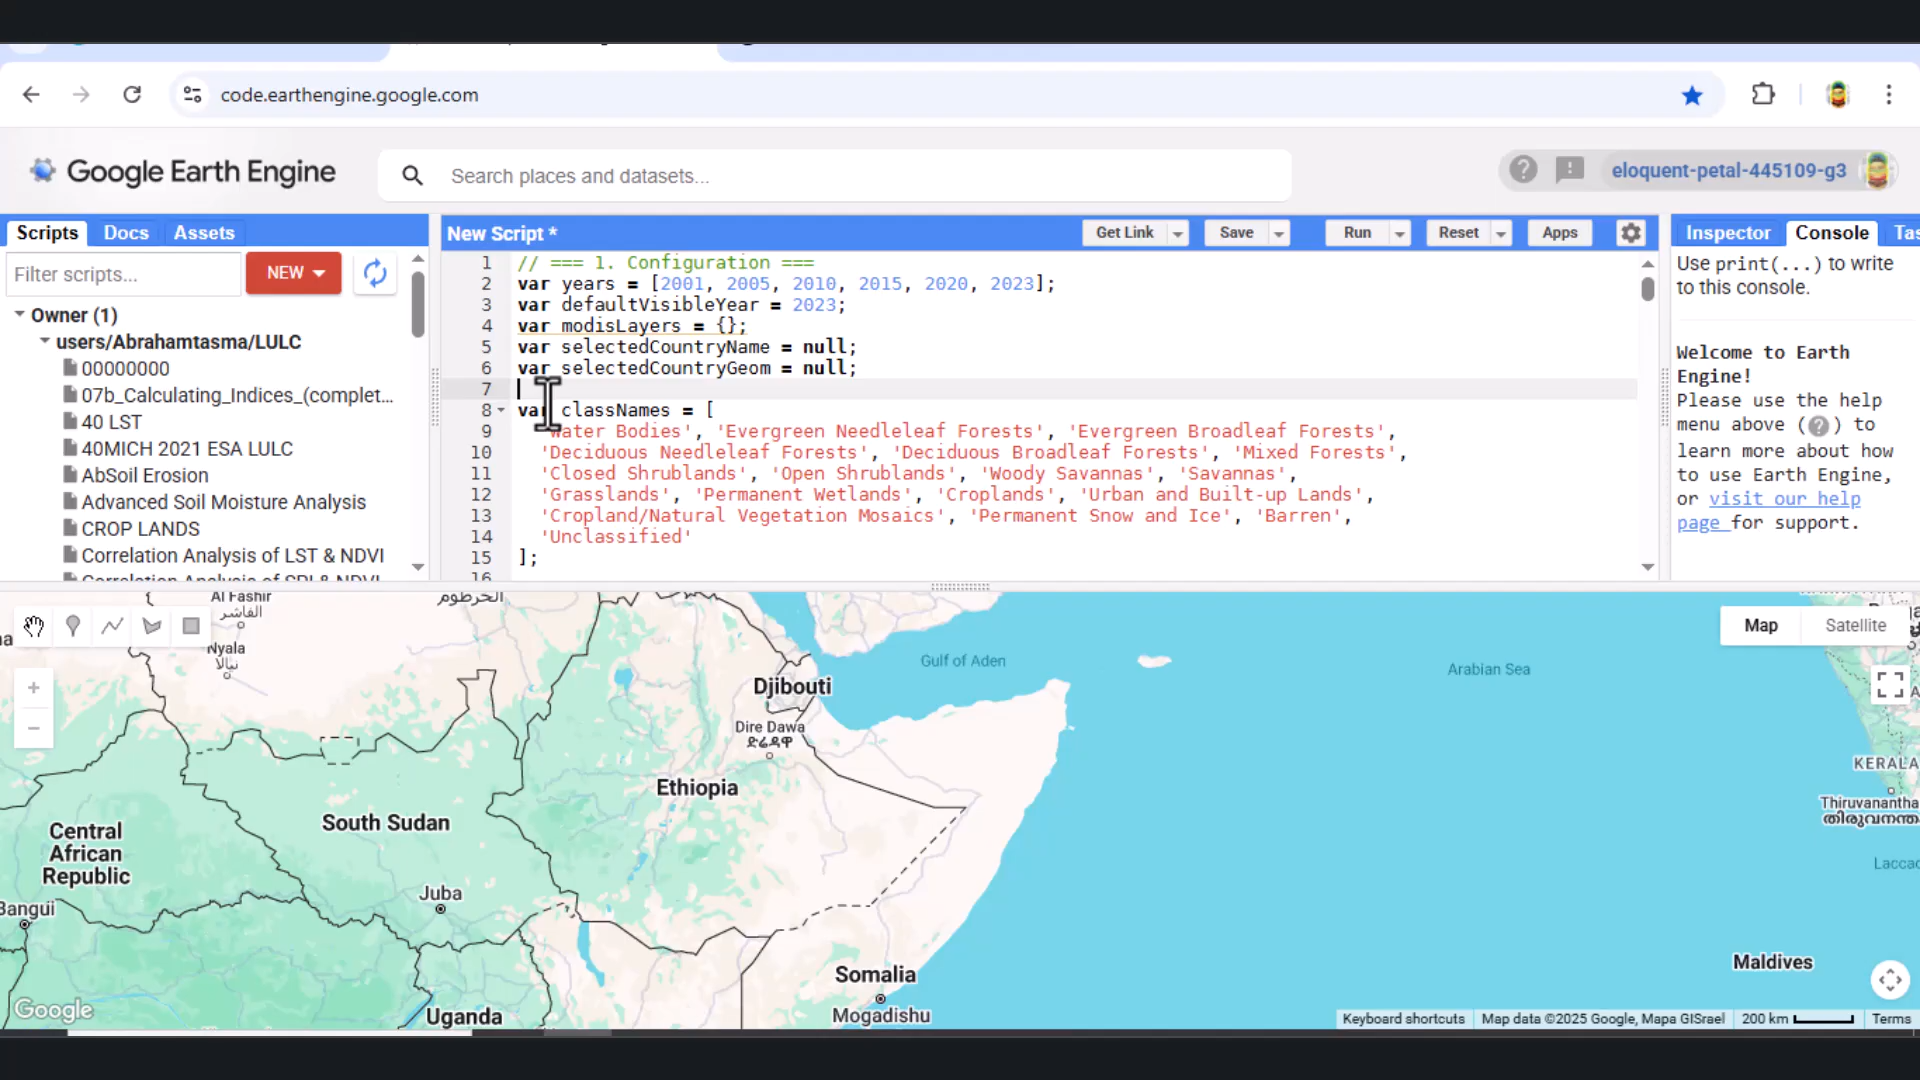 code.earthengine.google.com
Google Earth Engine
Search places and datasets...
eloquent-petal-445109-g3
Scripts
Docs
Assets
New Script *
Get Link
Save
Run
Reset
Apps
Inspector
Console
Filter scripts...
NEW
Owner (1)
users/Abrahamtasma/LULC
00000000
07b_Calculating_Indices_(complet...
40 LST
40MICH 2021 ESA LULC
AbSoil Erosion
Advanced Soil Moisture Analysis
CROP LANDS
Correlation Analysis of LST & NDVI
Correlation Analysis of SPI & NDVI
1 // === 1. Configuration ===
2 var years = [2001, 2005, 2010, 2015, 2020, 2023];
3 var defaultVisibleYear = 2023;
4 var modisLayers = {};
5 var selectedCountryName = null;
6 var selectedCountryGeom = null;
7
8 var classNames = [
9 'Water Bodies', 'Evergreen Needleleaf Forests', 'Evergreen Broadleaf Forests',
10 'Deciduous Needleleaf Forests', 'Deciduous Broadleaf Forests', 'Mixed Forests',
11 'Closed Shrublands', 'Open Shrublands', 'Woody Savannas', 'Savannas',
12 'Grasslands', 'Permanent Wetlands', 'Croplands', 'Urban and Built-up Lands',
13 'Cropland/Natural Vegetation Mosaics', 'Permanent Snow and Ice', 'Barren',
14 'Unclassified'
15 ];
16
Use print(...) to write
to this console.
Welcome to Earth
Engine!
Please use the help
menu above (?) to
learn more about how
to use Earth Engine,
or visit our help
page for support.
Al Fashir
الفاشر
الخرطوم
Nyala
نيالا
Map
Satellite
Gulf of Aden
Arabian Sea
Djibouti
Dire Dawa
ድሬዳዋ
Ethiopia
South Sudan
Central
African
Republic
Juba
Bangui
Somalia
Mogadishu
Uganda
KERALA
Maldives
Google
Keyboard shortcuts
Map data ©2025 Google, Mapa GISrael
200 km
Terms